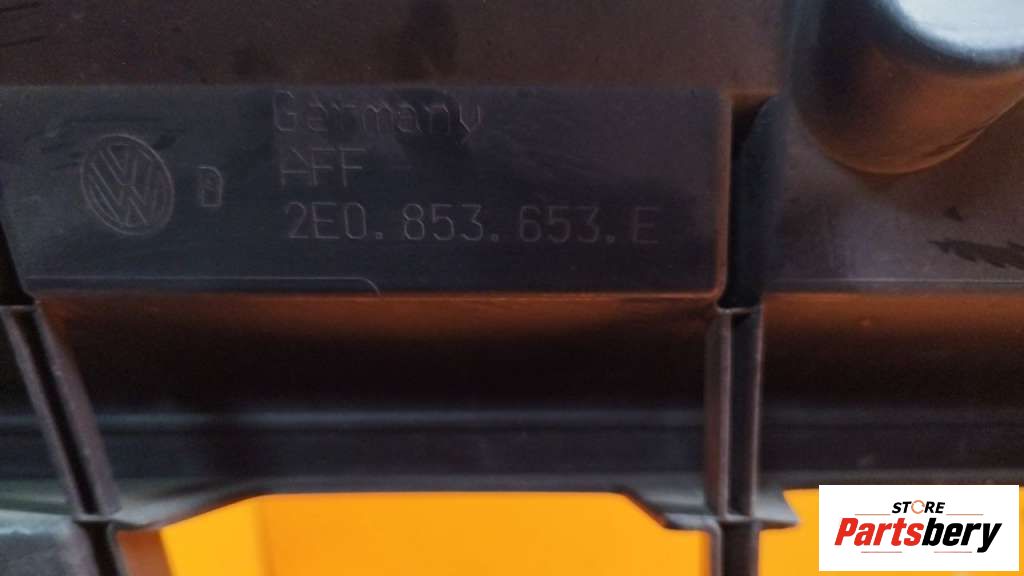 Germany
AFF
2E0.853.653.E
STORE
Partsbery